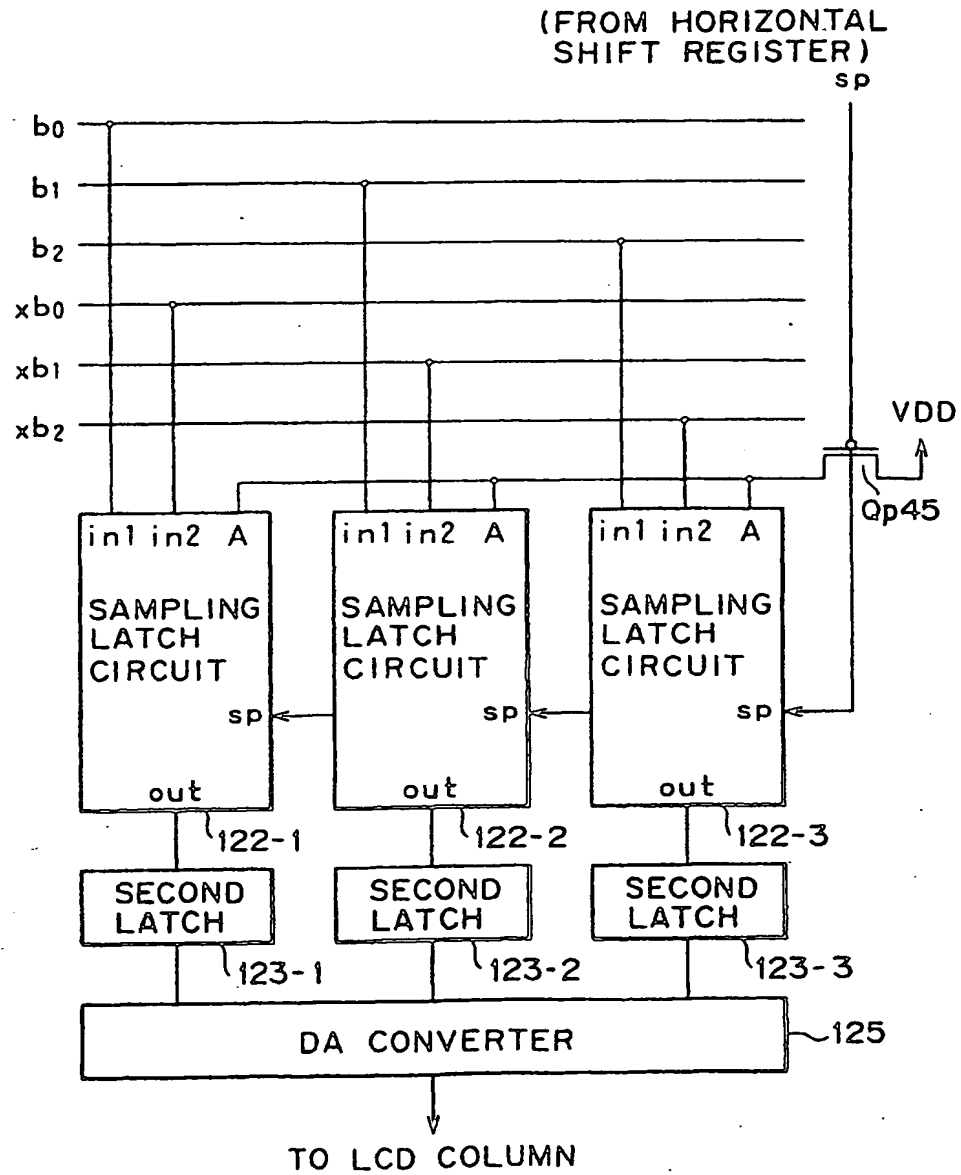 (FROM HORIZONTAL
SHIFT REGISTER)
sp
b0
b1
b2
xb0
xb1
xb2
VDD
Qp45
in1 in2 A
in1 in2 A
in1 in2 A
SAMPLING
LATCH
CIRCUIT
SAMPLING
LATCH
CIRCUIT
SAMPLING
LATCH
CIRCUIT
sp
sp
sp
out
out
out
122-1
122-2
122-3
SECOND
LATCH
SECOND
LATCH
SECOND
LATCH
123-1
123-2
123-3
DA CONVERTER
125
TO LCD COLUMN